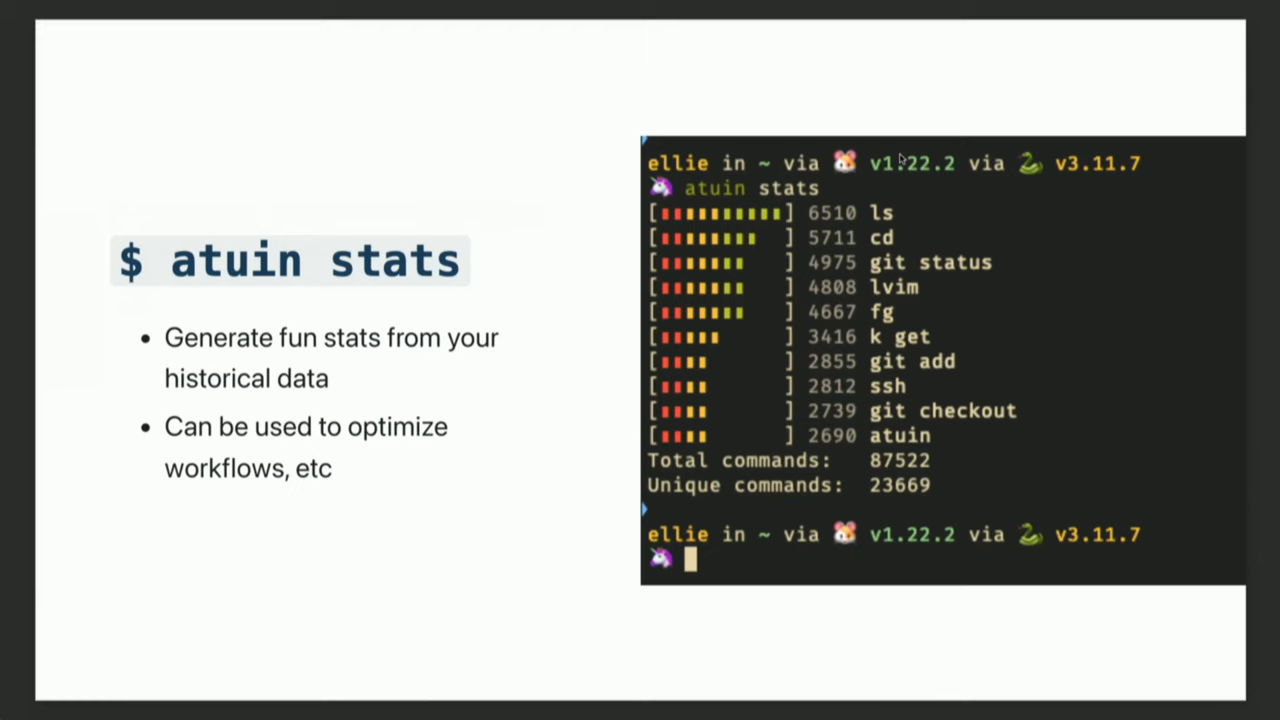 $ atuin stats
• Generate fun stats from your
historical data
• Can be used to optimize
workflows, etc
ellie in ~ via 🐹 v1.22.2 via 🐍 v3.11.7
🦄 atuin stats
[▮▮▮▮▮▮▮▮▮▮] 6510 ls
[▮▮▮▮▮▮▮▮  ] 5711 cd
[▮▮▮▮▮▮▮   ] 4975 git status
[▮▮▮▮▮▮▮   ] 4808 lvim
[▮▮▮▮▮▮▮   ] 4667 fg
[▮▮▮▮▮     ] 3416 k get
[▮▮▮▮      ] 2855 git add
[▮▮▮▮      ] 2812 ssh
[▮▮▮▮      ] 2739 git checkout
[▮▮▮▮      ] 2690 atuin
Total commands:   87522
Unique commands:  23669
ellie in ~ via 🐹 v1.22.2 via 🐍 v3.11.7
🦄